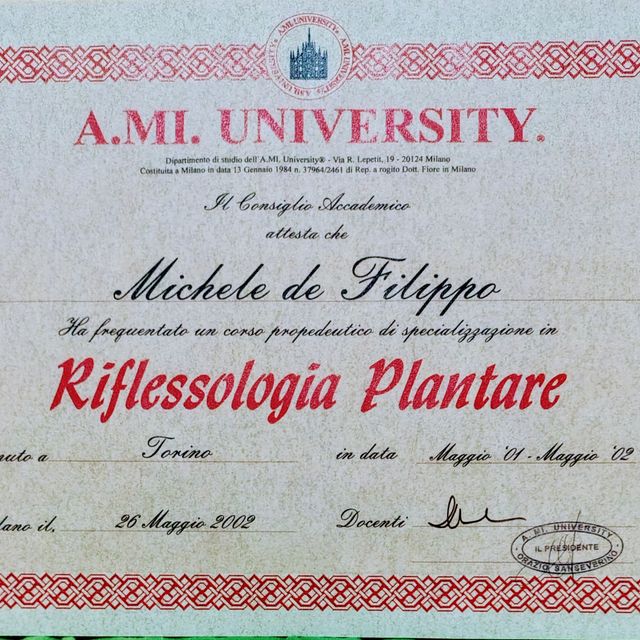 A.MI. UNIVERSITY
A.MI. UNIVERSITY®
Dipartimento di studio dell'A.MI. University® - Via R. Lepetit, 19 - 20124 Milano
Costituita a Milano in data 13 Gennaio 1984 n. 37964/2461 di Rep. a rogito Dott. Fiore in Milano
Il Consiglio Accademico
attesta che
Michele de Filippo
Ha frequentato un corso propedeutico di specializzazione in
Riflessologia Plantare
nuto a Torino in data Maggio '01 - Maggio '02
lano il, 26 Maggio 2002 Docenti
A. MI. UNIVERSITY
IL PRESIDENTE
ORAZIO SANSEVERINO